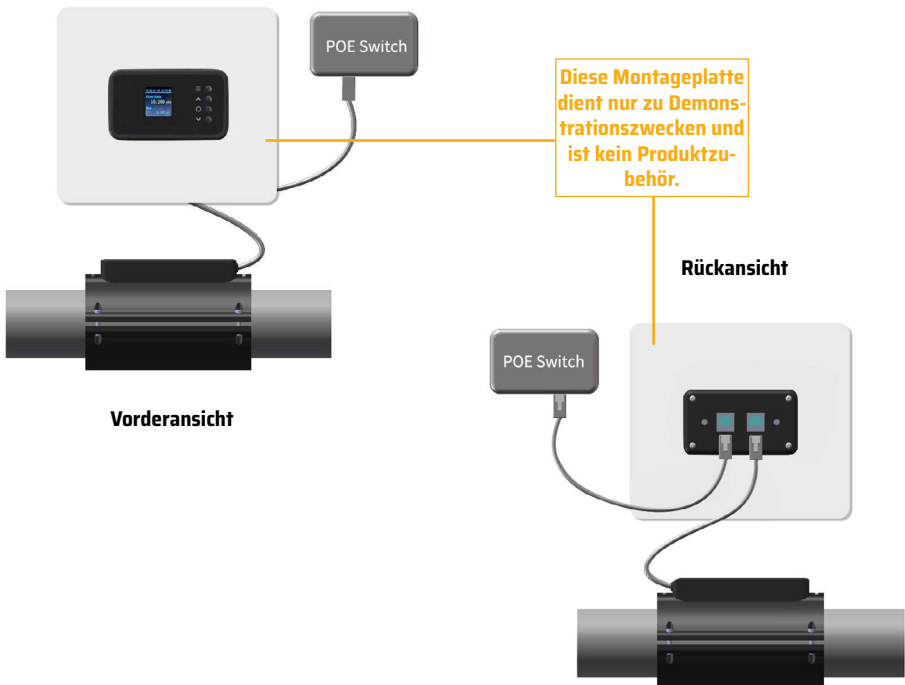 POE Switch
Diese Montageplatte
dient nur zu Demons-
trationszwecken und
ist kein Produktzu-
behör.
Rückansicht
POE Switch
Vorderansicht